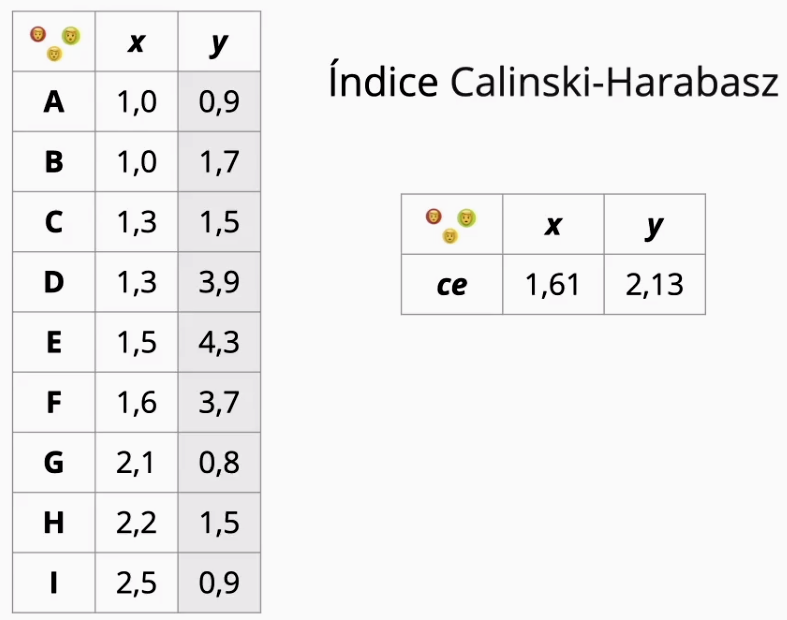 x y
A 1,0 0,9
B 1,0 1,7
C 1,3 1,5
D 1,3 3,9
E 1,5 4,3
F 1,6 3,7
G 2,1 0,8
H 2,2 1,5
I 2,5 0,9
Índice Calinski-Harabasz
x y
ce 1,61 2,13